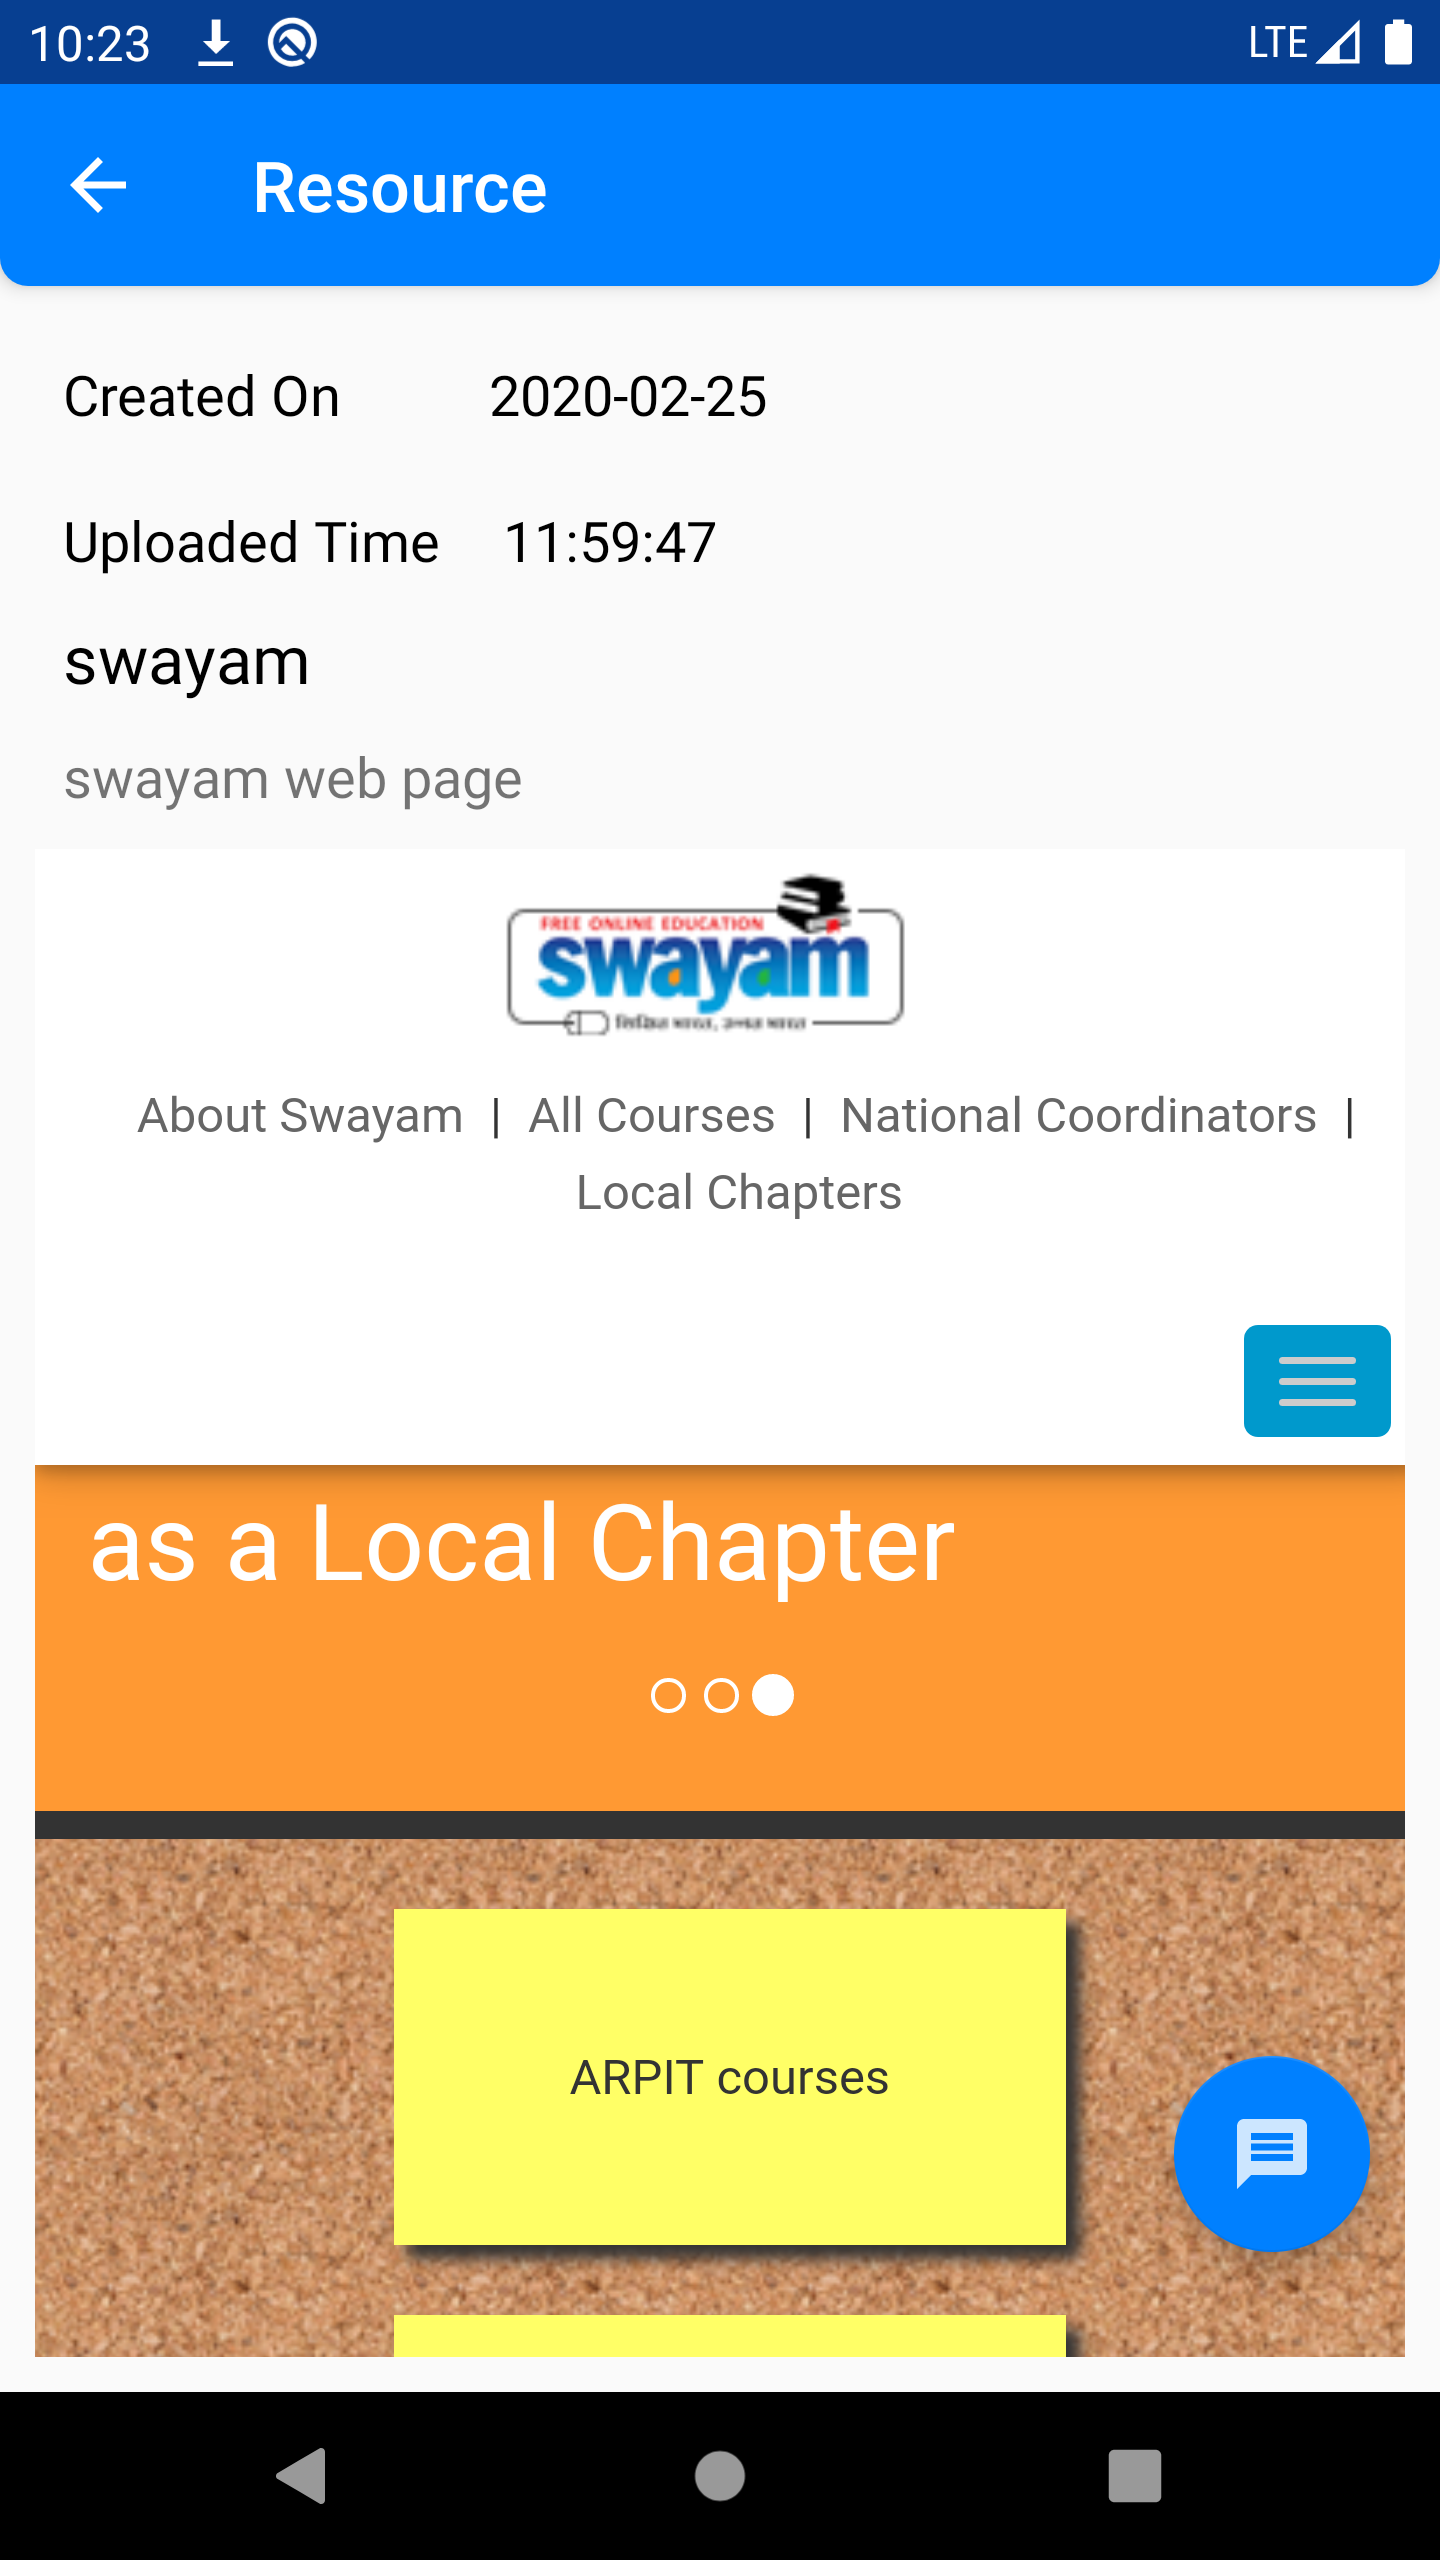 10:23
LTE
Resource
Created On 2020-02-25
Uploaded Time 11:59:47
swayam
swayam web page
FREE ONLINE EDUCATION
swayam
About Swayam | All Courses | National Coordinators |
Local Chapters
as a Local Chapter
ARPIT courses